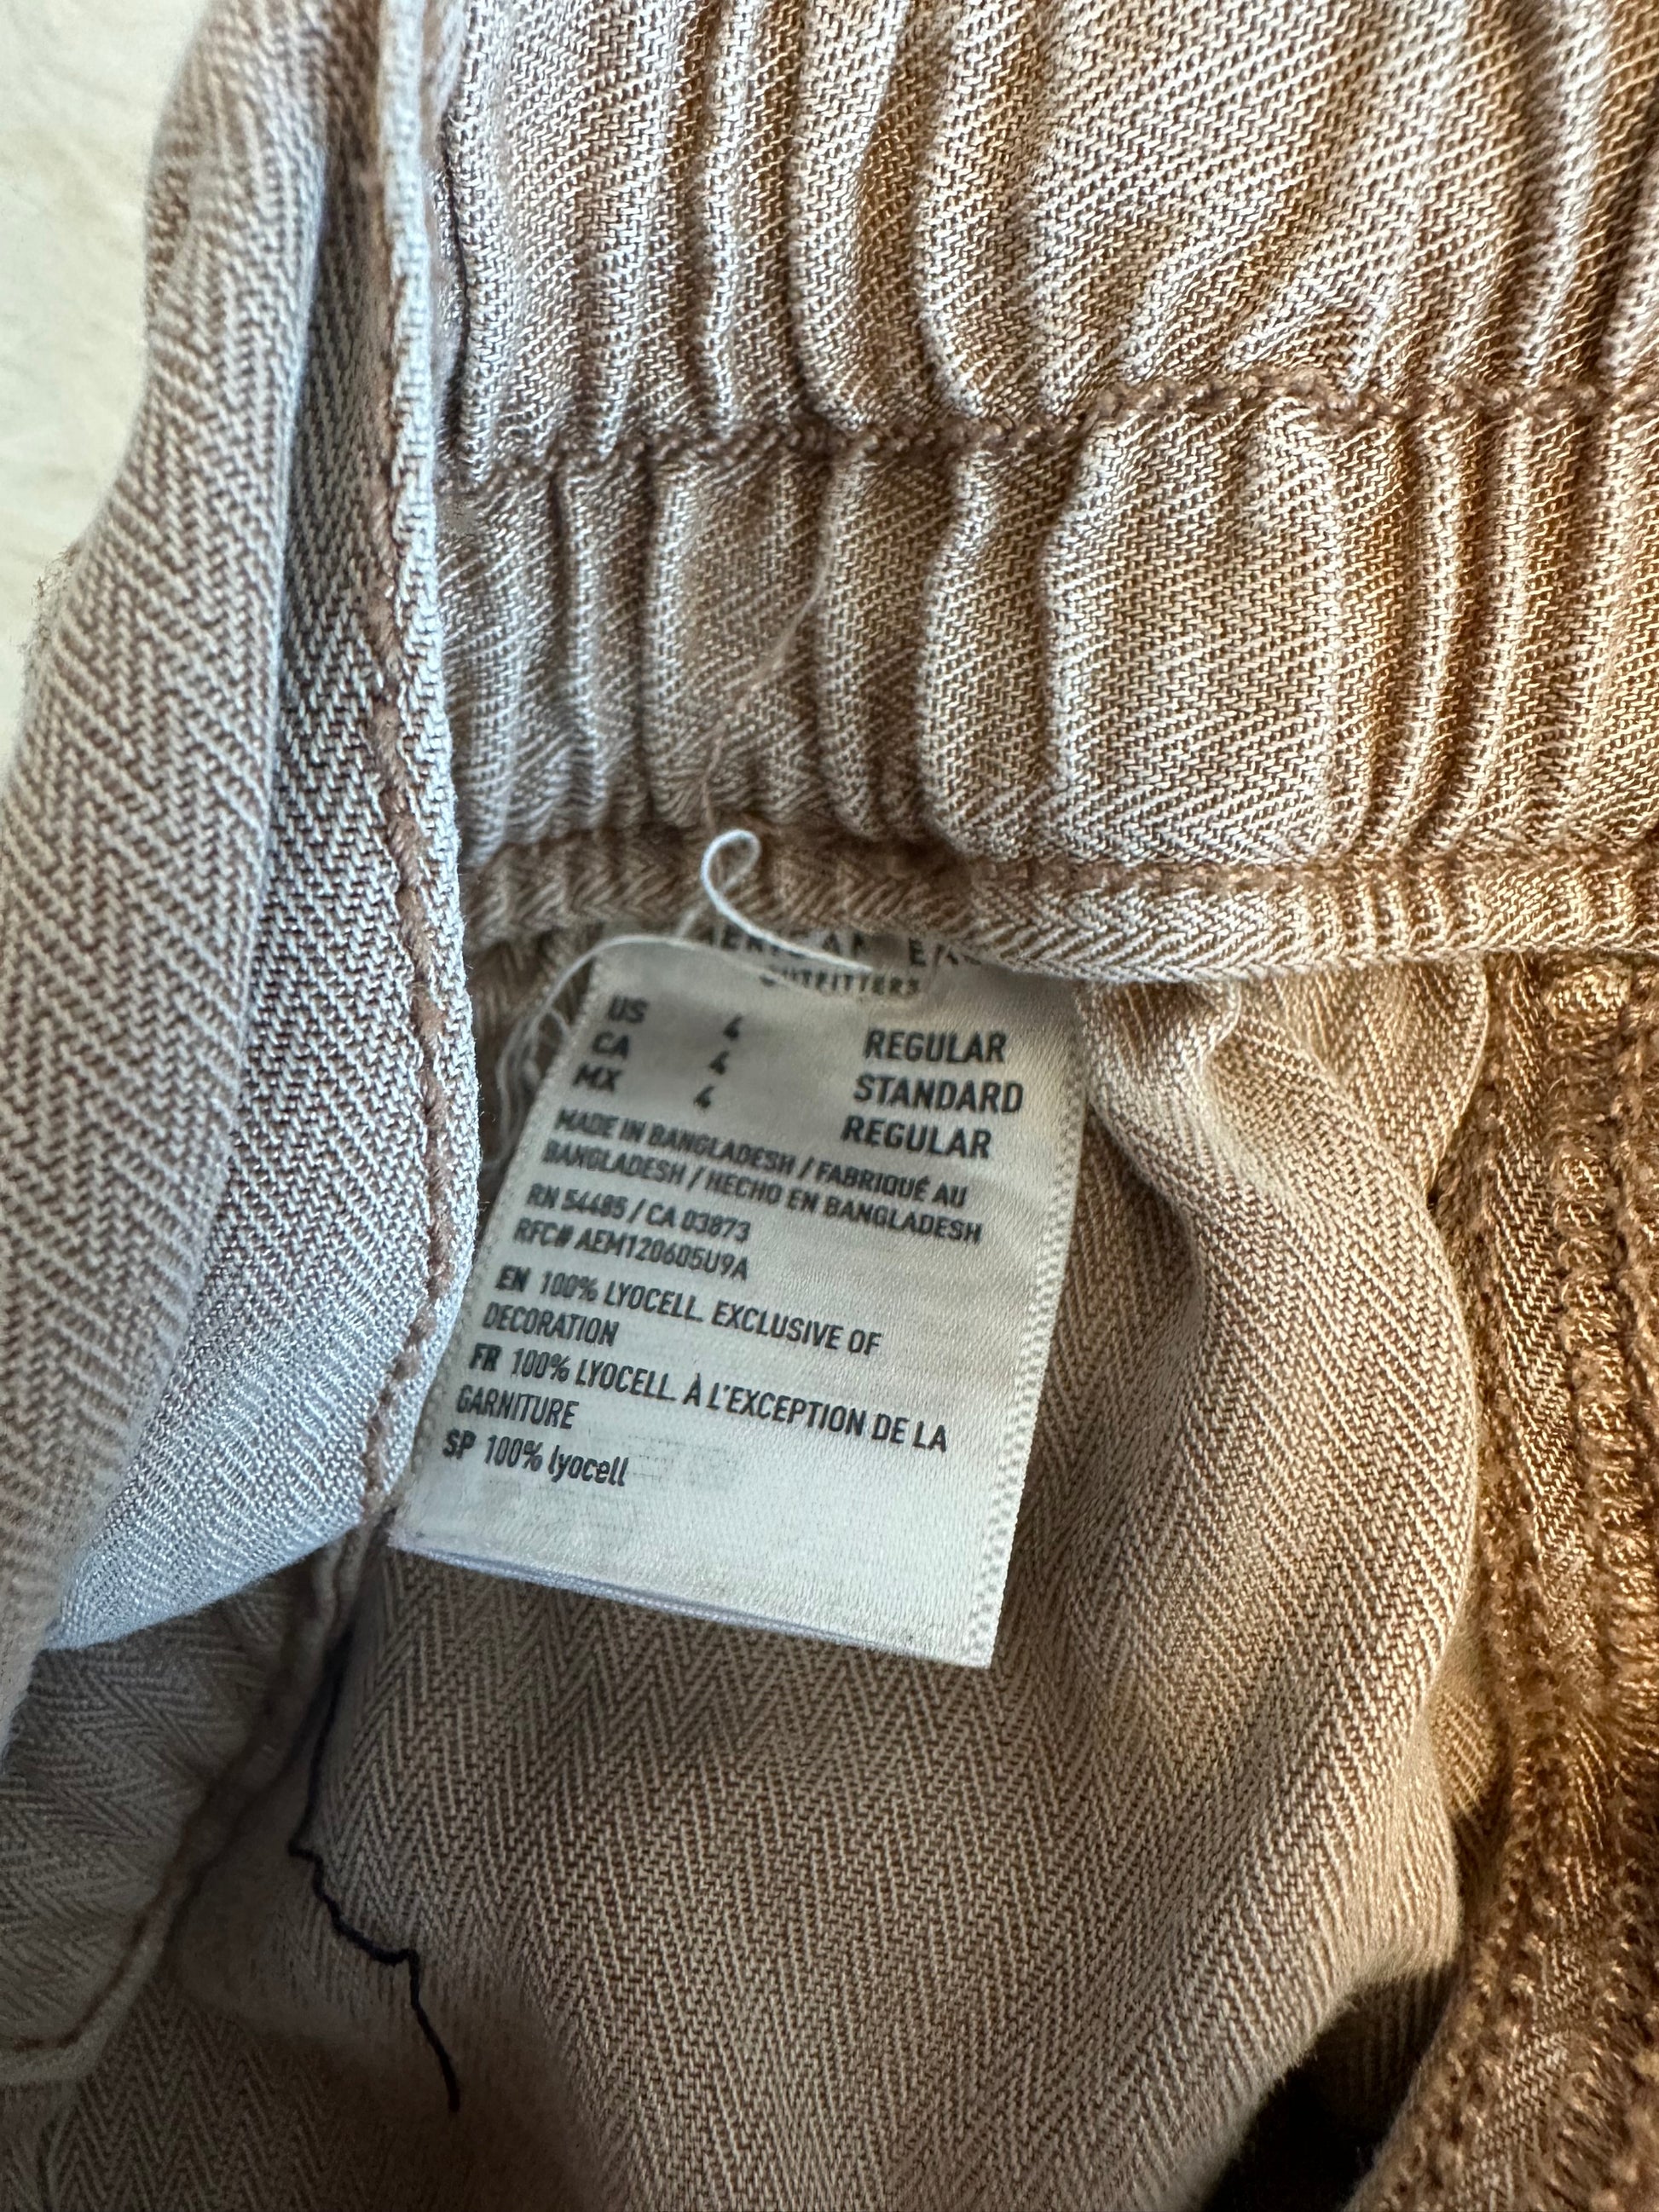 OUTFITTERS
US 4 REGULAR
CA 4 STANDARD
MX 4 REGULAR
MADE IN BANGLADESH / FABRIQUÉ AU
BANGLADESH / HECHO EN BANGLADESH
RN 54485 / CA 03873
RFC# AEM120605U9A
EN 100% LYOCELL. EXCLUSIVE OF
DECORATION
FR 100% LYOCELL. À L'EXCEPTION DE LA
GARNITURE
SP 100% lyocell